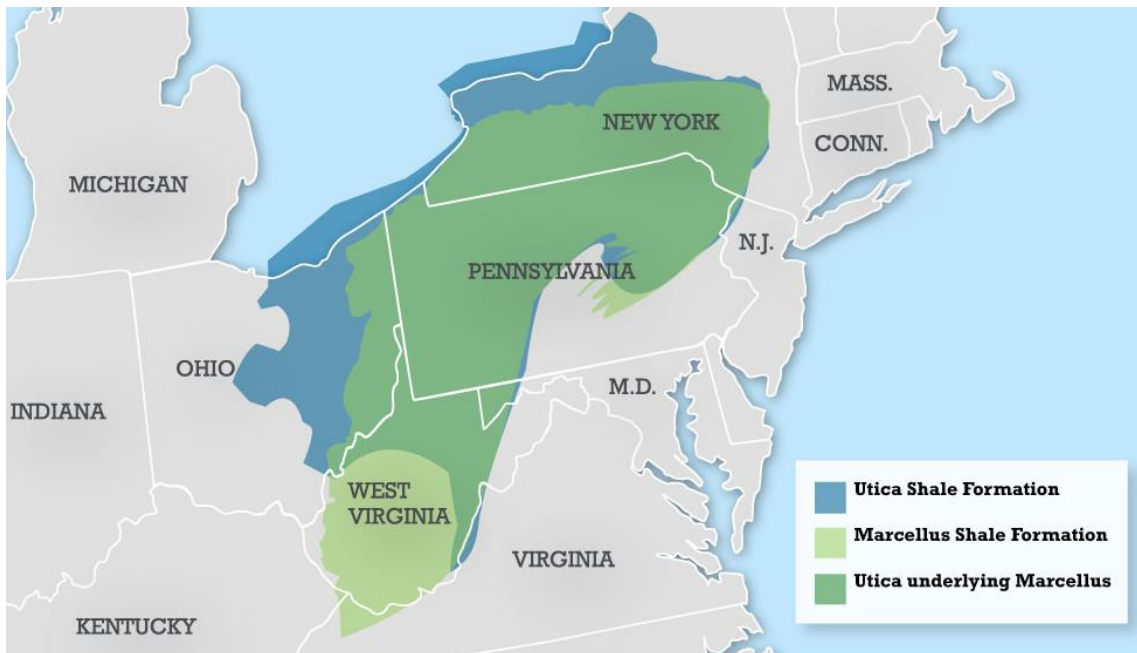 MICHIGAN
NEW YORK
MASS.
CONN.
PENNSYLVANIA
N.J.
OHIO
M.D.
INDIANA
WEST
VIRGINIA
VIRGINIA
KENTUCKY
Utica Shale Formation
Marcellus Shale Formation
Utica underlying Marcellus